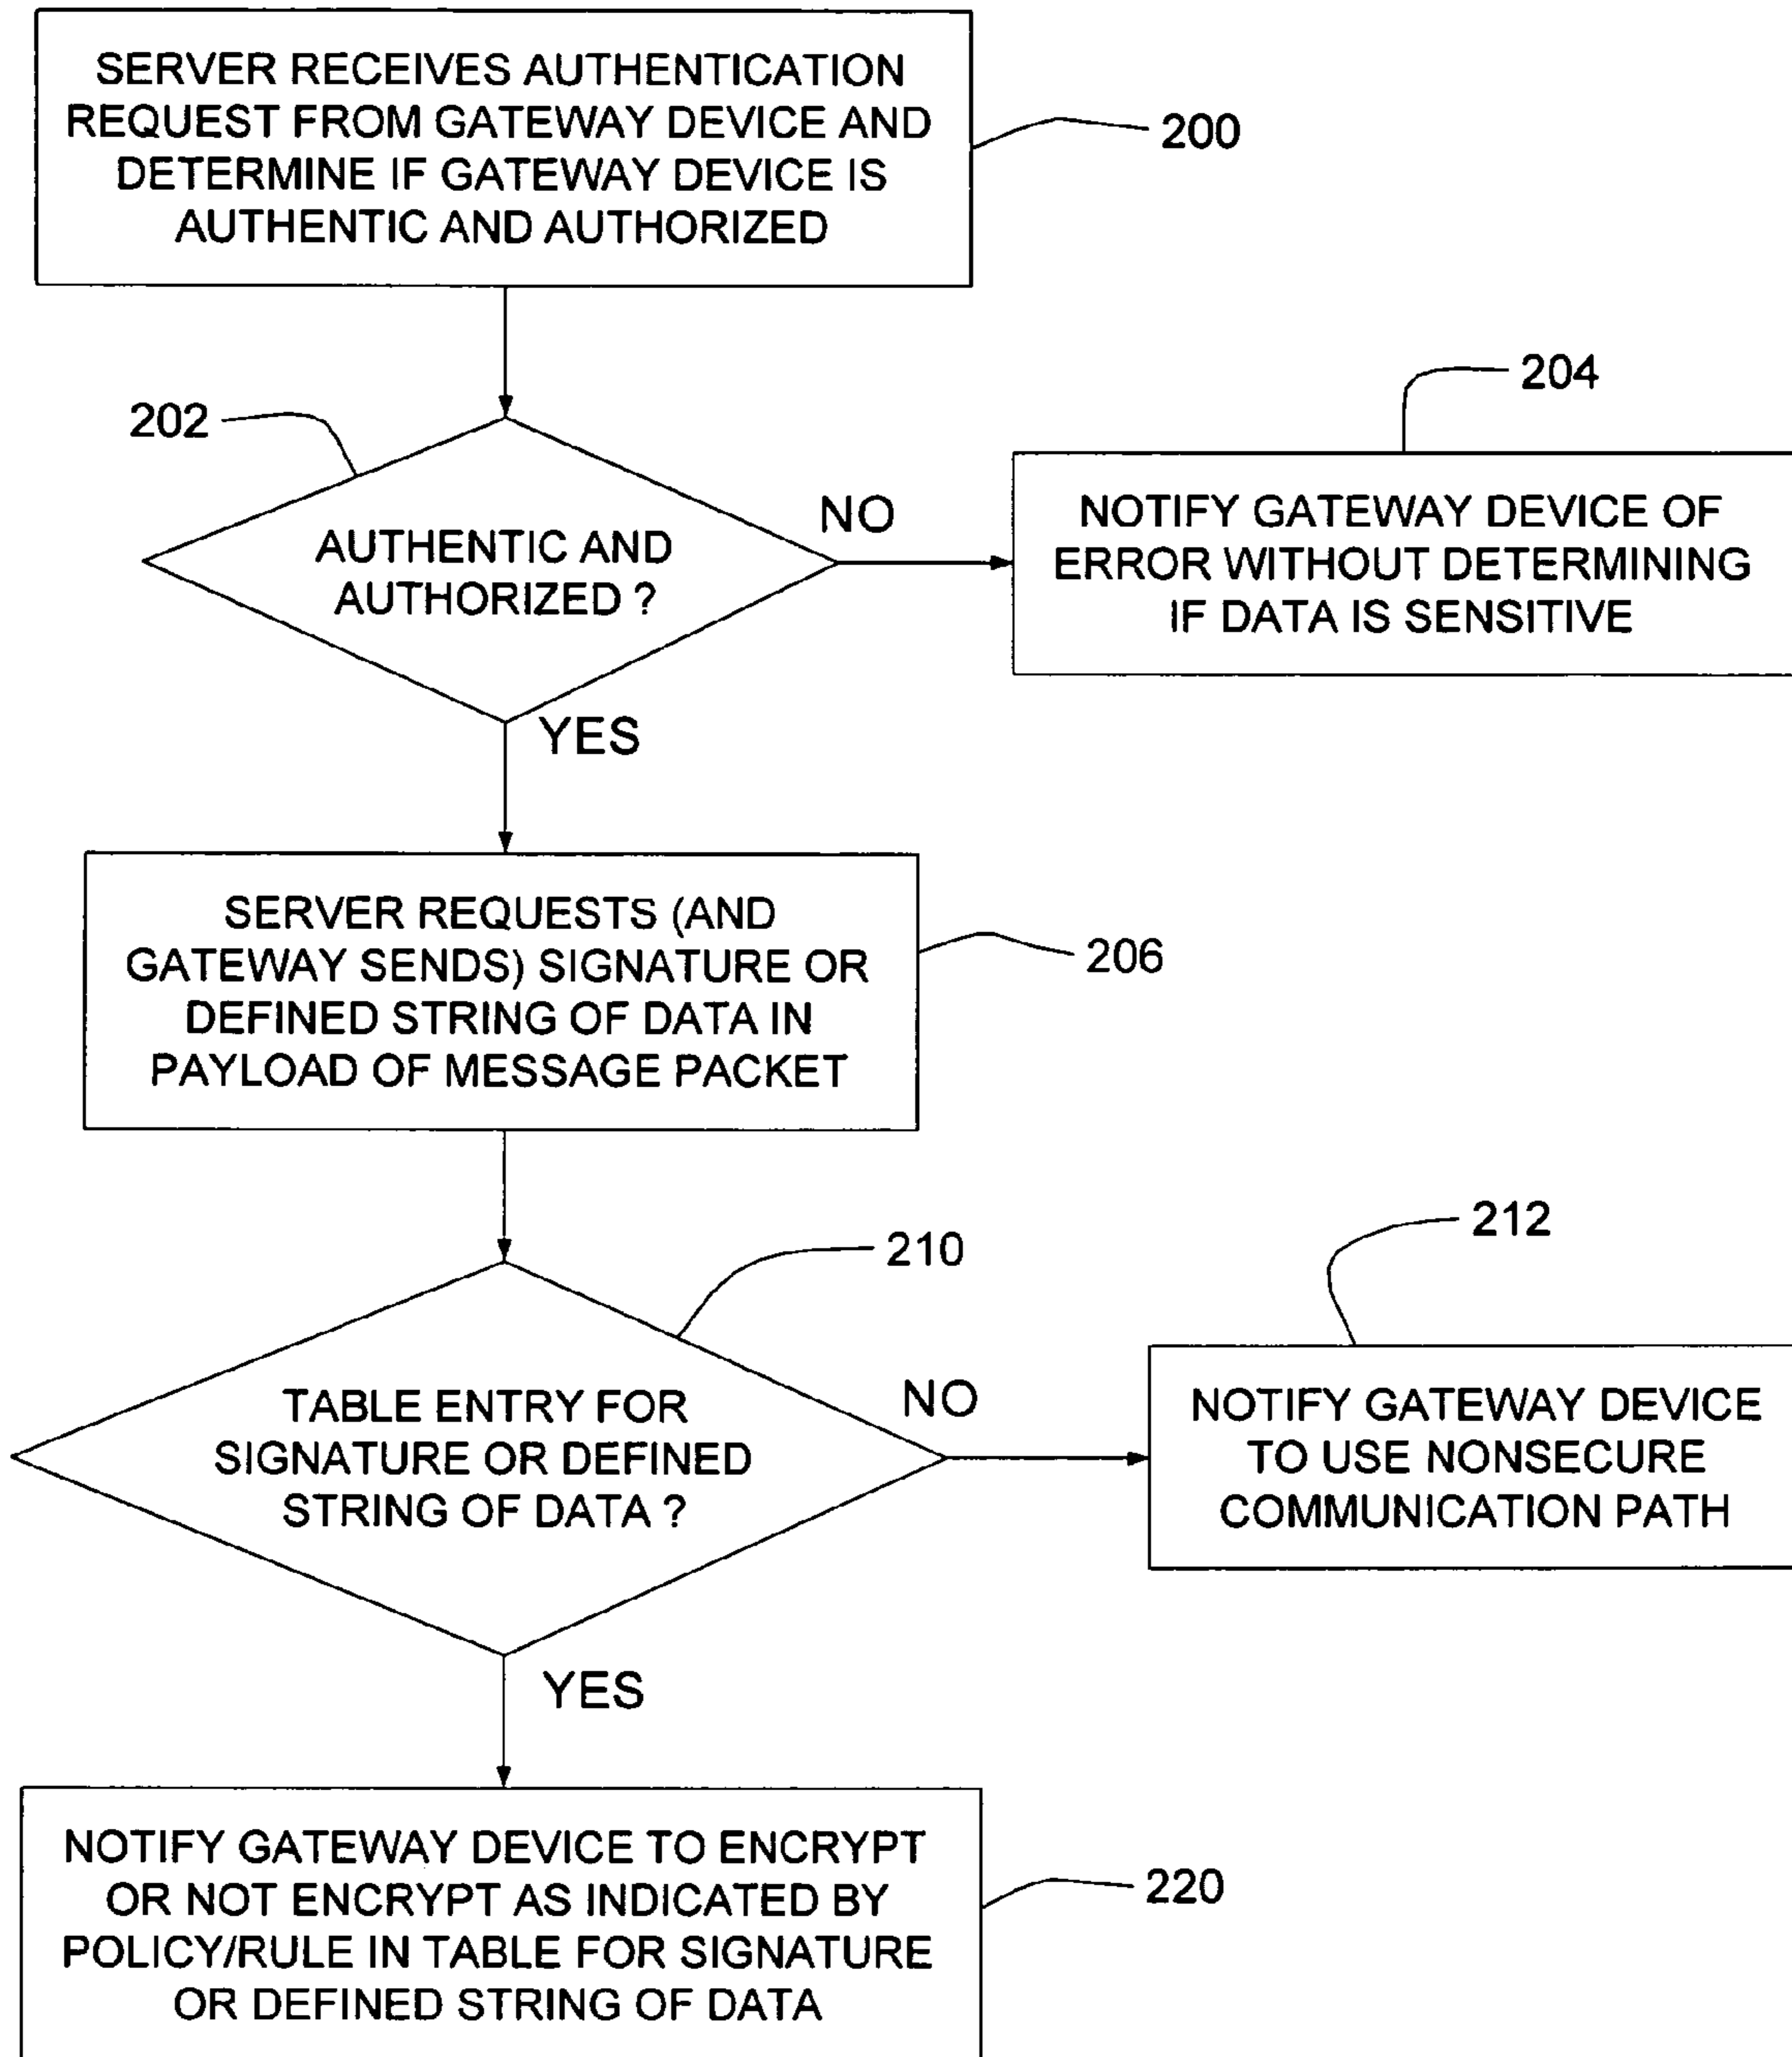 SERVER RECEIVES AUTHENTICATION
REQUEST FROM GATEWAY DEVICE AND
DETERMINE IF GATEWAY DEVICE IS
AUTHENTIC AND AUTHORIZED
200
202
AUTHENTIC AND
AUTHORIZED ?
NO
204
NOTIFY GATEWAY DEVICE OF
ERROR WITHOUT DETERMINING
IF DATA IS SENSITIVE
YES
SERVER REQUESTS (AND
GATEWAY SENDS) SIGNATURE OR
DEFINED STRING OF DATA IN
PAYLOAD OF MESSAGE PACKET
206
210
TABLE ENTRY FOR
SIGNATURE OR DEFINED
STRING OF DATA ?
NO
212
NOTIFY GATEWAY DEVICE
TO USE NONSECURE
COMMUNICATION PATH
YES
NOTIFY GATEWAY DEVICE TO ENCRYPT
OR NOT ENCRYPT AS INDICATED BY
POLICY/RULE IN TABLE FOR SIGNATURE
OR DEFINED STRING OF DATA
220